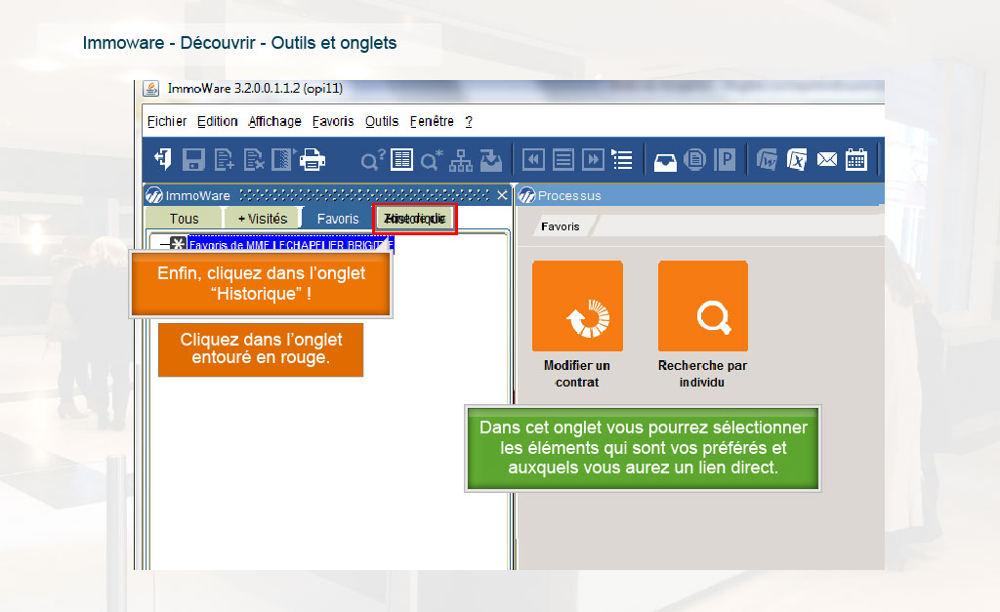 Immoware - Découvrir - Outils et onglets
ImmoWare 3.2.0.0.1.1.2 (opi11)
Fichier Edition Affichage Favoris Outils Fenêtre ?
ImmoWare
Tous + Visités Favoris Historique
Favoris de MME LECHAPELIER BRIGITTE
Enfin, cliquez dans l’onglet
“Historique” !
Cliquez dans l’onglet
entouré en rouge.
Processus
Favoris
Modifier un
contrat
Recherche par
individu
Dans cet onglet vous pourrez sélectionner
les éléments qui sont vos préférés et
auxquels vous aurez un lien direct.